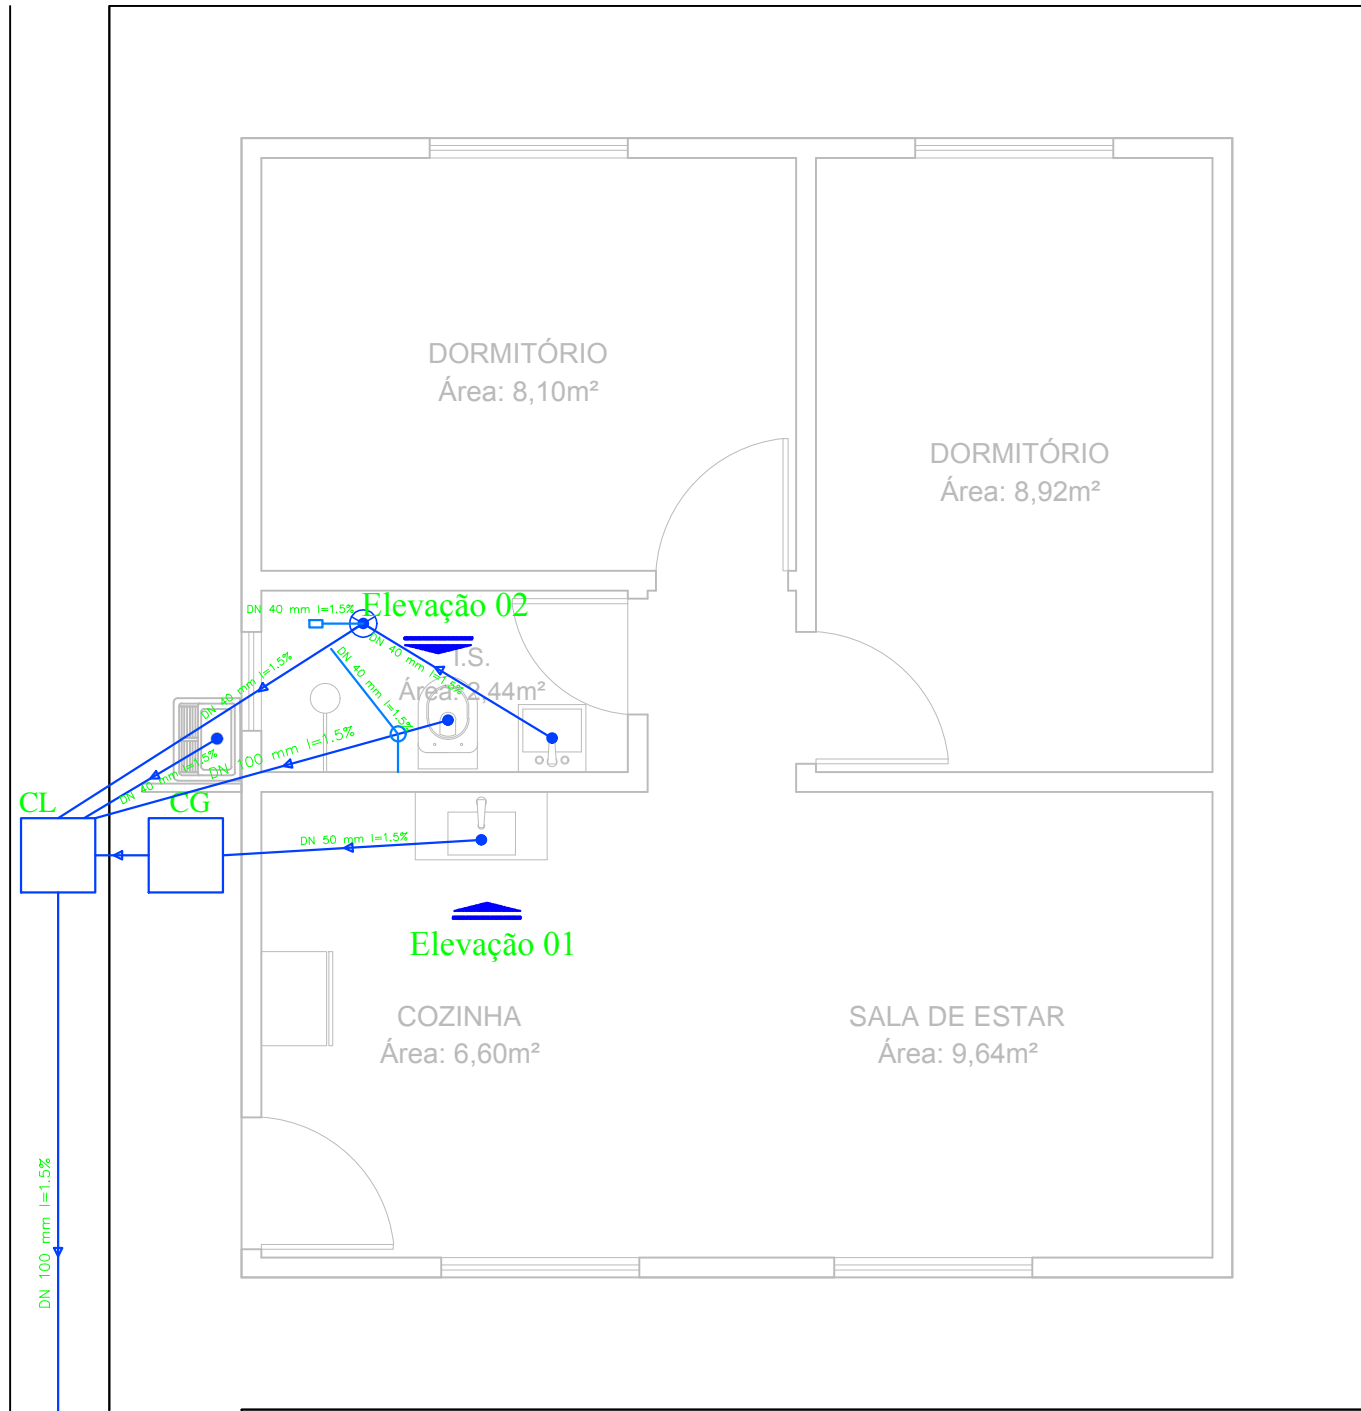 DORMITÓRIO
Área: 8,10m²
DORMITÓRIO
Área: 8,92m²
DN 40 mm I=1.5%
Elevação 02
DN 40 mm I=1.5%
DN 40 mm I=1.5%
I.S.
Área: 2,44m²
DN 40 mm I=1.5%
DN 100 mm I=1.5%
DN 40 mm I=1.5%
CL
CG
DN 50 mm I=1.5%
Elevação 01
COZINHA
Área: 6,60m²
SALA DE ESTAR
Área: 9,64m²
DN 100 mm I=1.5%